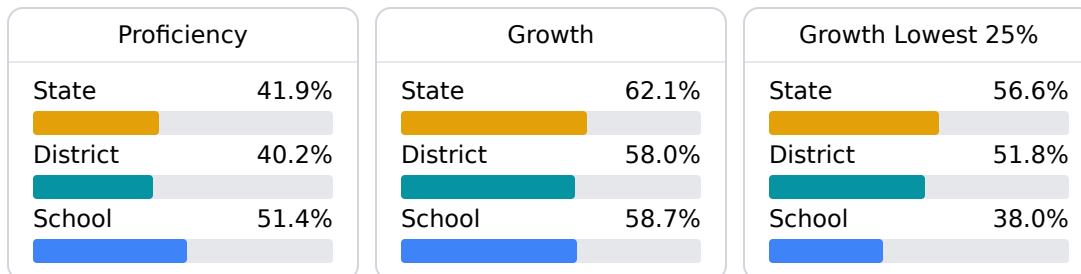 Proficiency
State 41.9%
District 40.2%
School 51.4%
Growth
State 62.1%
District 58.0%
School 58.7%
Growth Lowest 25%
State 56.6%
District 51.8%
School 38.0%